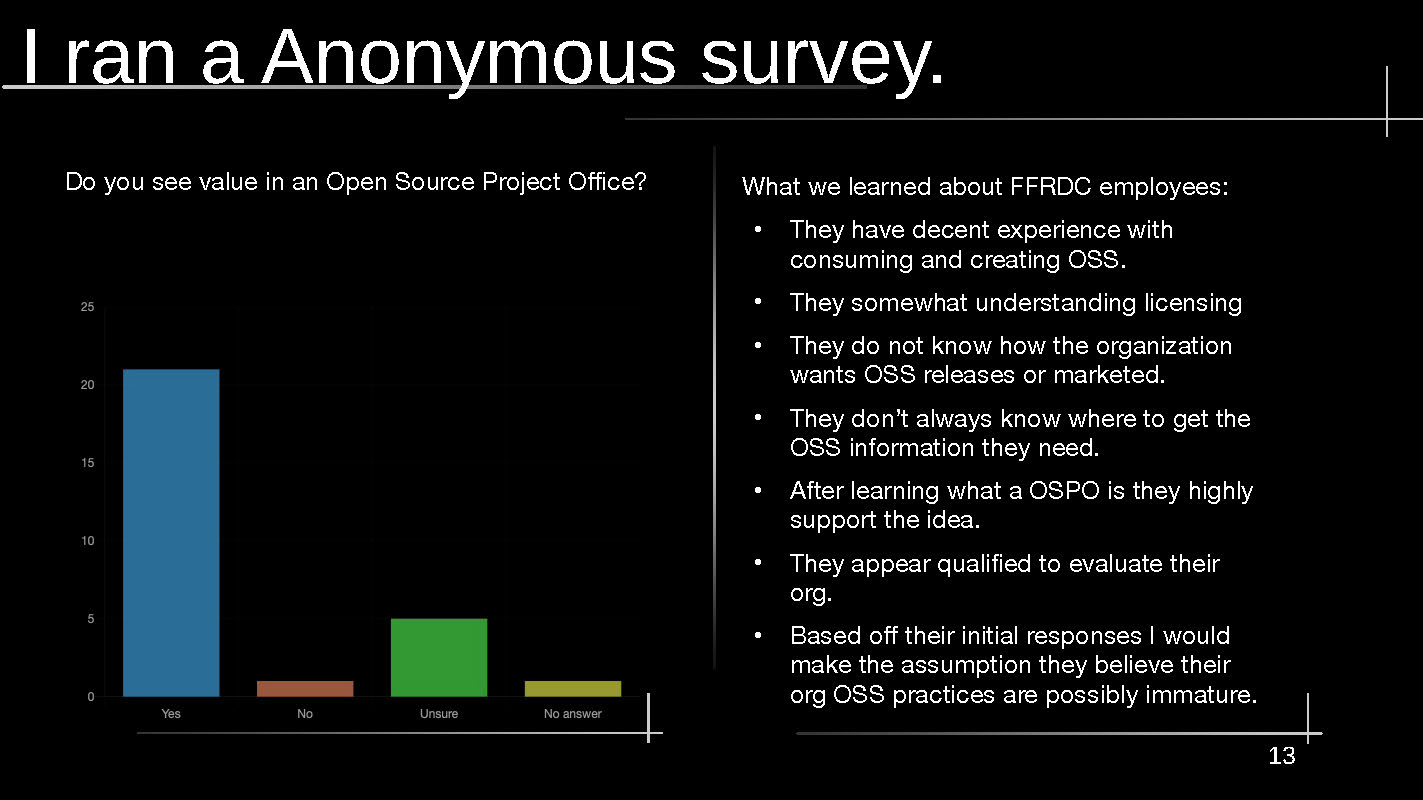 I ran a Anonymous survey.
Do you see value in an Open Source Project Office?
25
20
15
10
5
0
Yes
No
Unsure
No answer
What we learned about FFRDC employees:
• They have decent experience with
consuming and creating OSS.
• They somewhat understanding licensing
• They do not know how the organization
wants OSS releases or marketed.
• They don’t always know where to get the
OSS information they need.
• After learning what a OSPO is they highly
support the idea.
• They appear qualified to evaluate their
org.
• Based off their initial responses I would
make the assumption they believe their
org OSS practices are possibly immature.
13